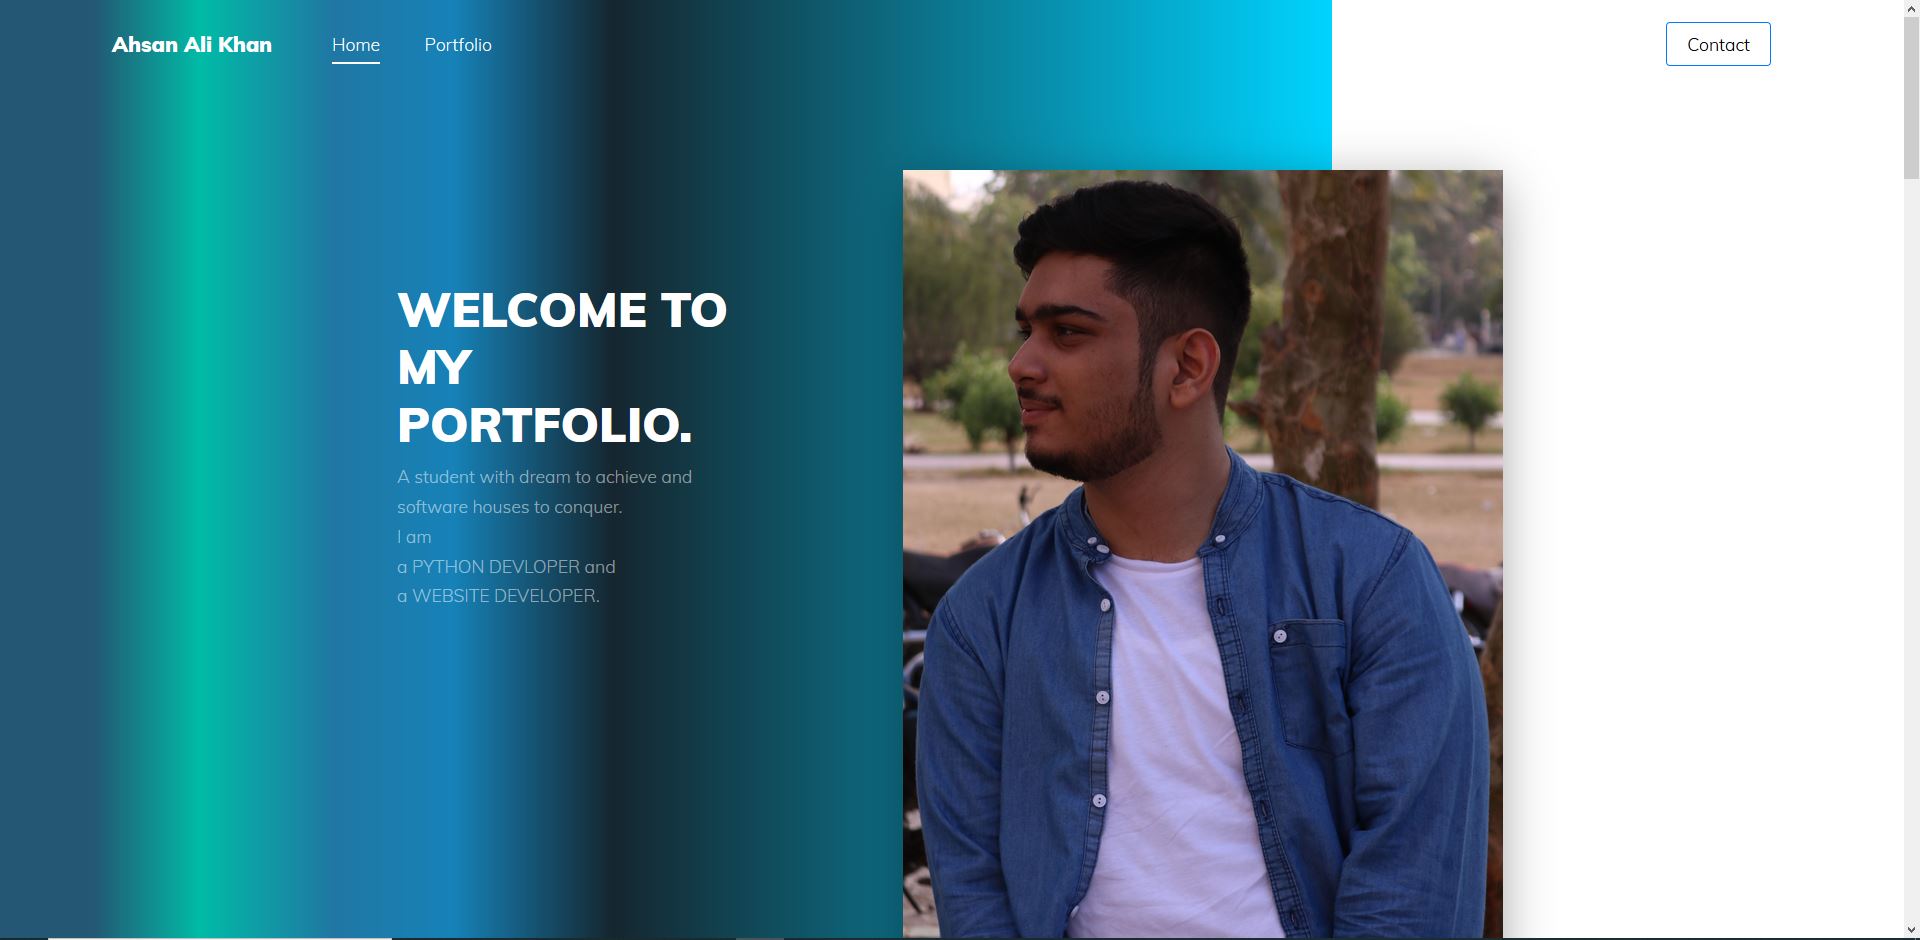 Ahsan Ali Khan
Home
Portfolio
Contact
WELCOME TO
MY
PORTFOLIO.
A student with dream to achieve and
software houses to conquer.
I am
a PYTHON DEVLOPER and
a WEBSITE DEVELOPER.